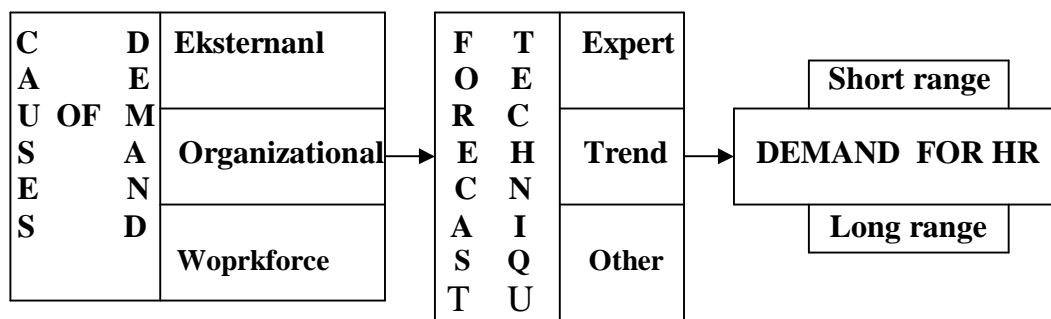 CAUSES
OF
DEMAND
Eksternanl
Organizational
Woprkforce
FORECAST
TECHNIQU
Expert
Trend
Other
Short range
DEMAND FOR HR
Long range